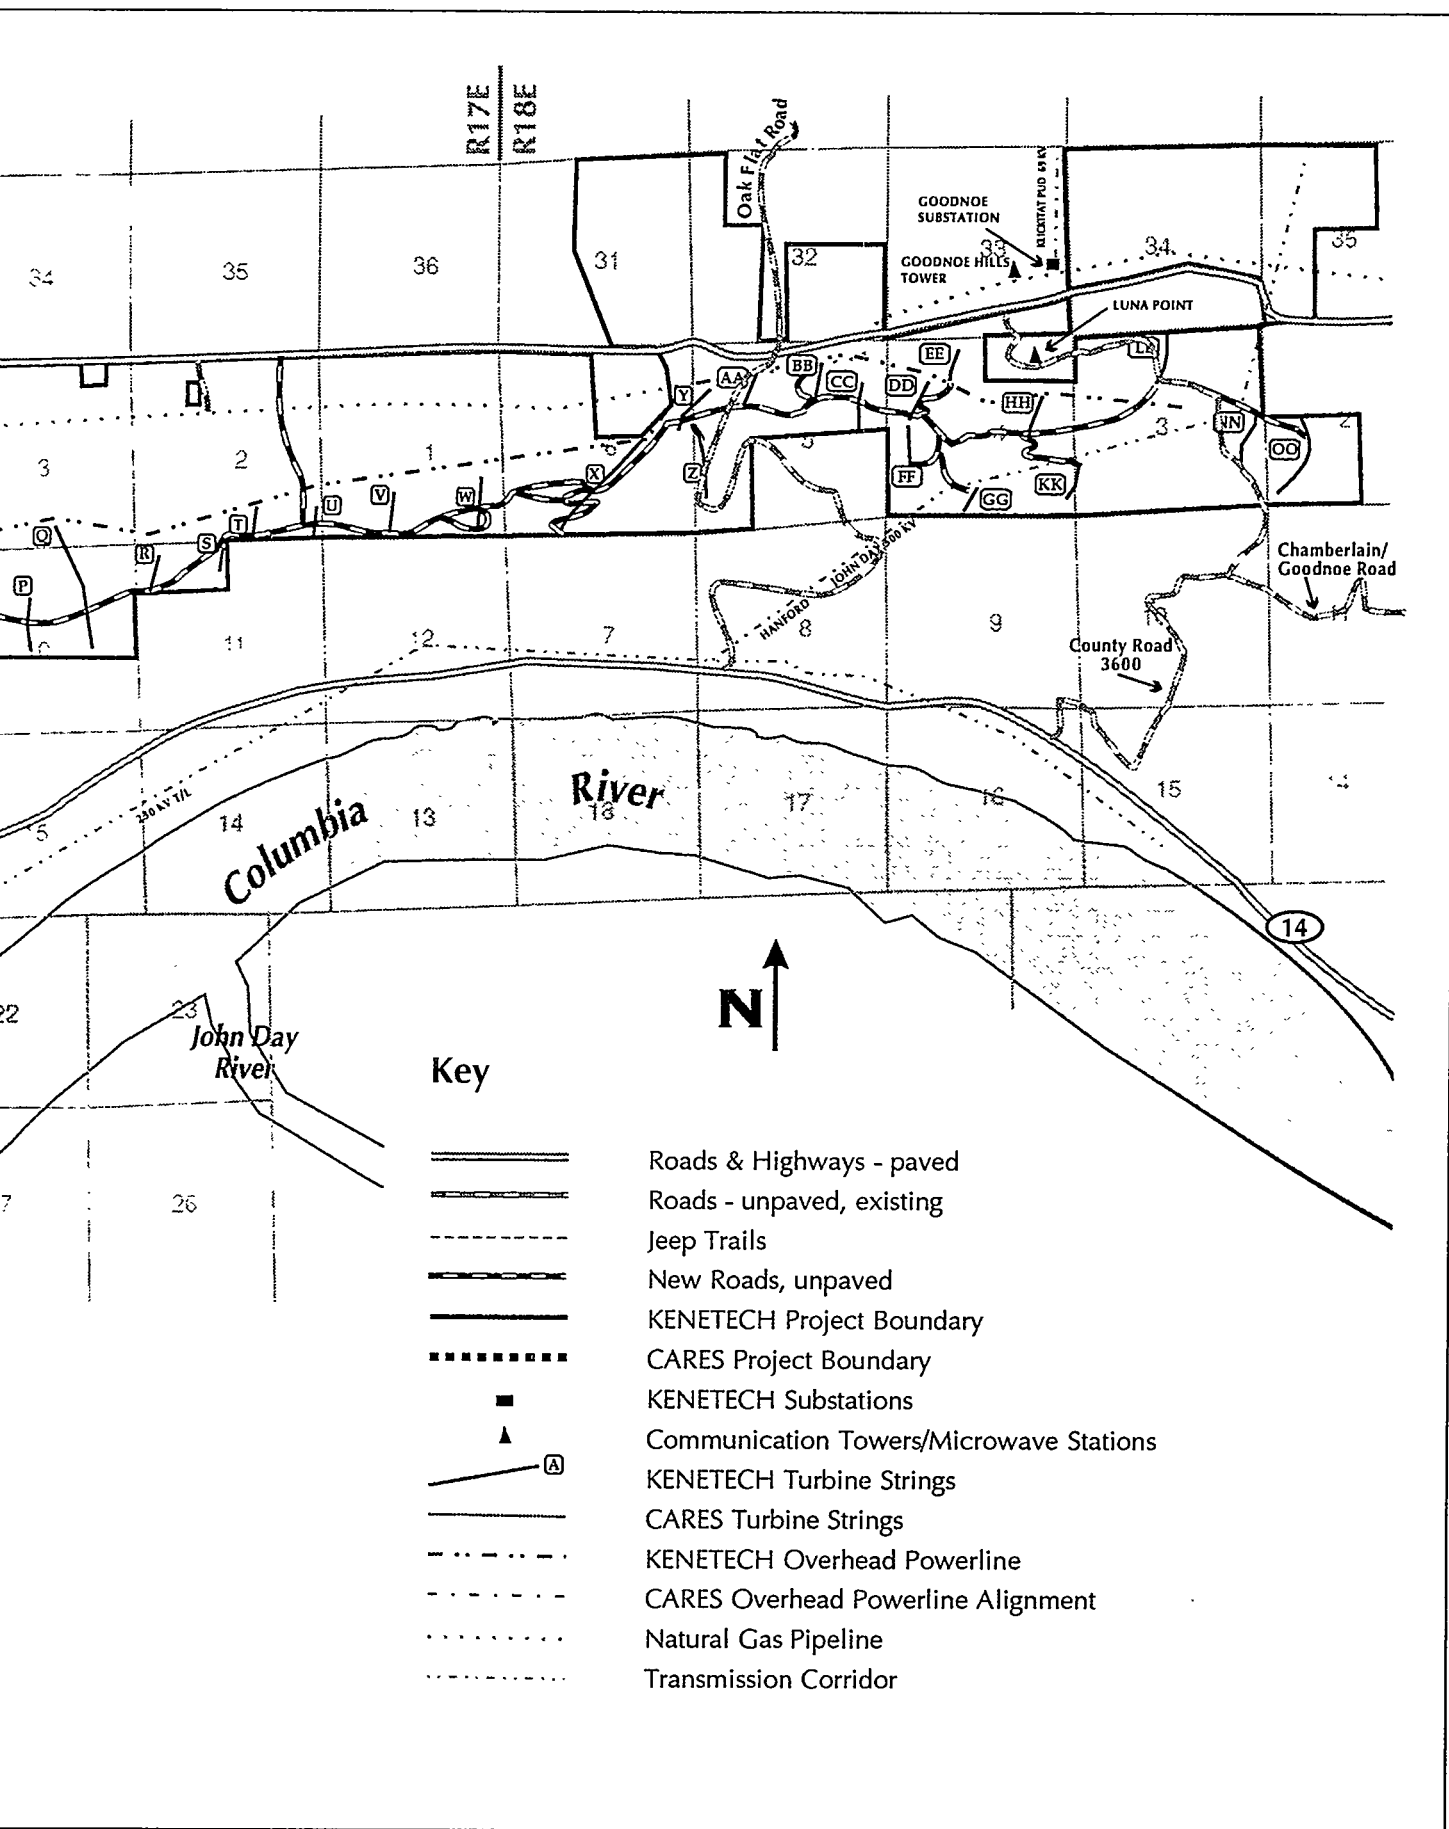 R17E
R18E
Oak Flat Road
KLICKITAT PUD 69 KV
GOODNOE
SUBSTATION
34
35
36
31
32
33
34
35
GOODNOE HILLS
TOWER
LUNA POINT
EE
BB
AA
CC
DD
Y
HH
NN
OO
3
2
1
6
3
2
X
Z
FF
GG
KK
W
V
U
T
S
Q
R
P
JOHN DAY 500 KV
HANFORD
Chamberlain/
Goodnoe Road
11
12
7
8
9
10
11
County Road
3600
230 KV T/L
14
13
18
17
16
15
Columbia
River
14
22
23
John Day
River
26
N
Key
Roads & Highways - paved
Roads - unpaved, existing
Jeep Trails
New Roads, unpaved
KENETECH Project Boundary
CARES Project Boundary
KENETECH Substations
Communication Towers/Microwave Stations
A
KENETECH Turbine Strings
CARES Turbine Strings
KENETECH Overhead Powerline
CARES Overhead Powerline Alignment
Natural Gas Pipeline
Transmission Corridor